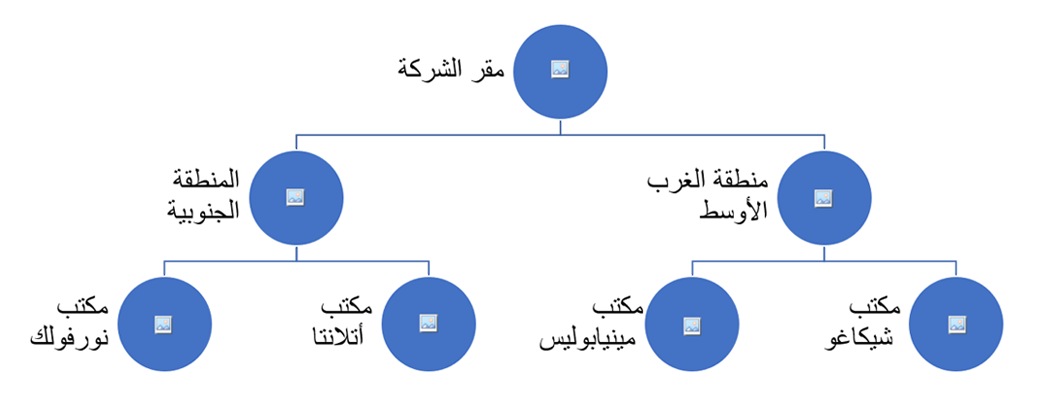 مقر الشركة
منطقة الغرب
الأوسط
المنطقة
الجنوبية
مكتب
شيكاغو
مكتب
مينيابوليس
مكتب
أتلانتا
مكتب
نورفولك